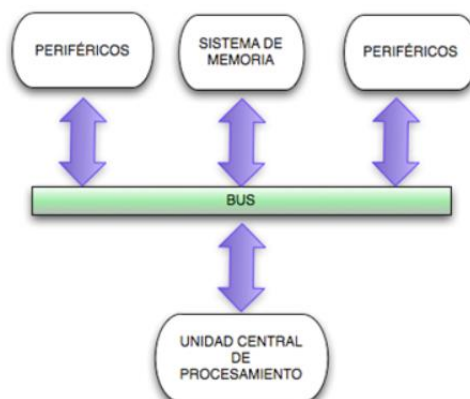 PERIFÉRICOS
SISTEMA DE
MEMORIA
PERIFÉRICOS
BUS
UNIDAD CENTRAL
DE
PROCESAMIENTO